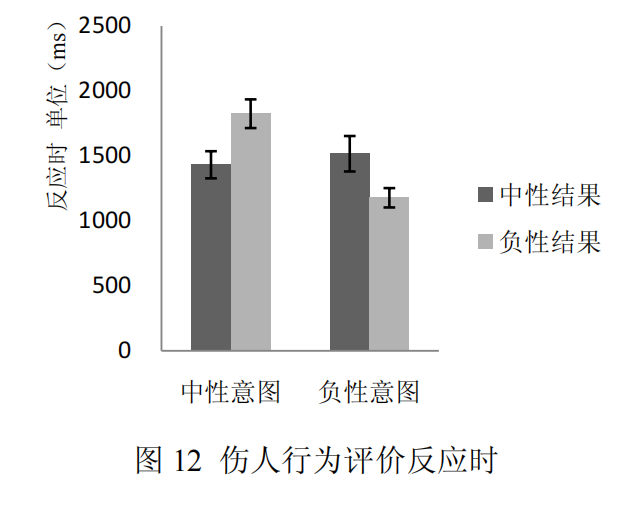 2500
2000
1500
1000
500
0
反应时 单位（ms）
中性意图 负性意图
中性结果
负性结果
图 12 伤人行为评价反应时